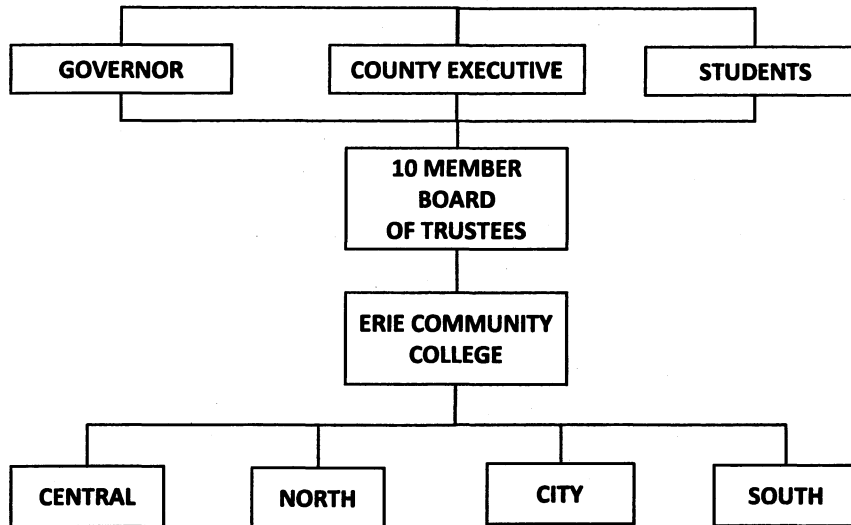 GOVERNOR
COUNTY EXECUTIVE
STUDENTS
10 MEMBER
BOARD
OF TRUSTEES
ERIE COMMUNITY
COLLEGE
CENTRAL
NORTH
CITY
SOUTH